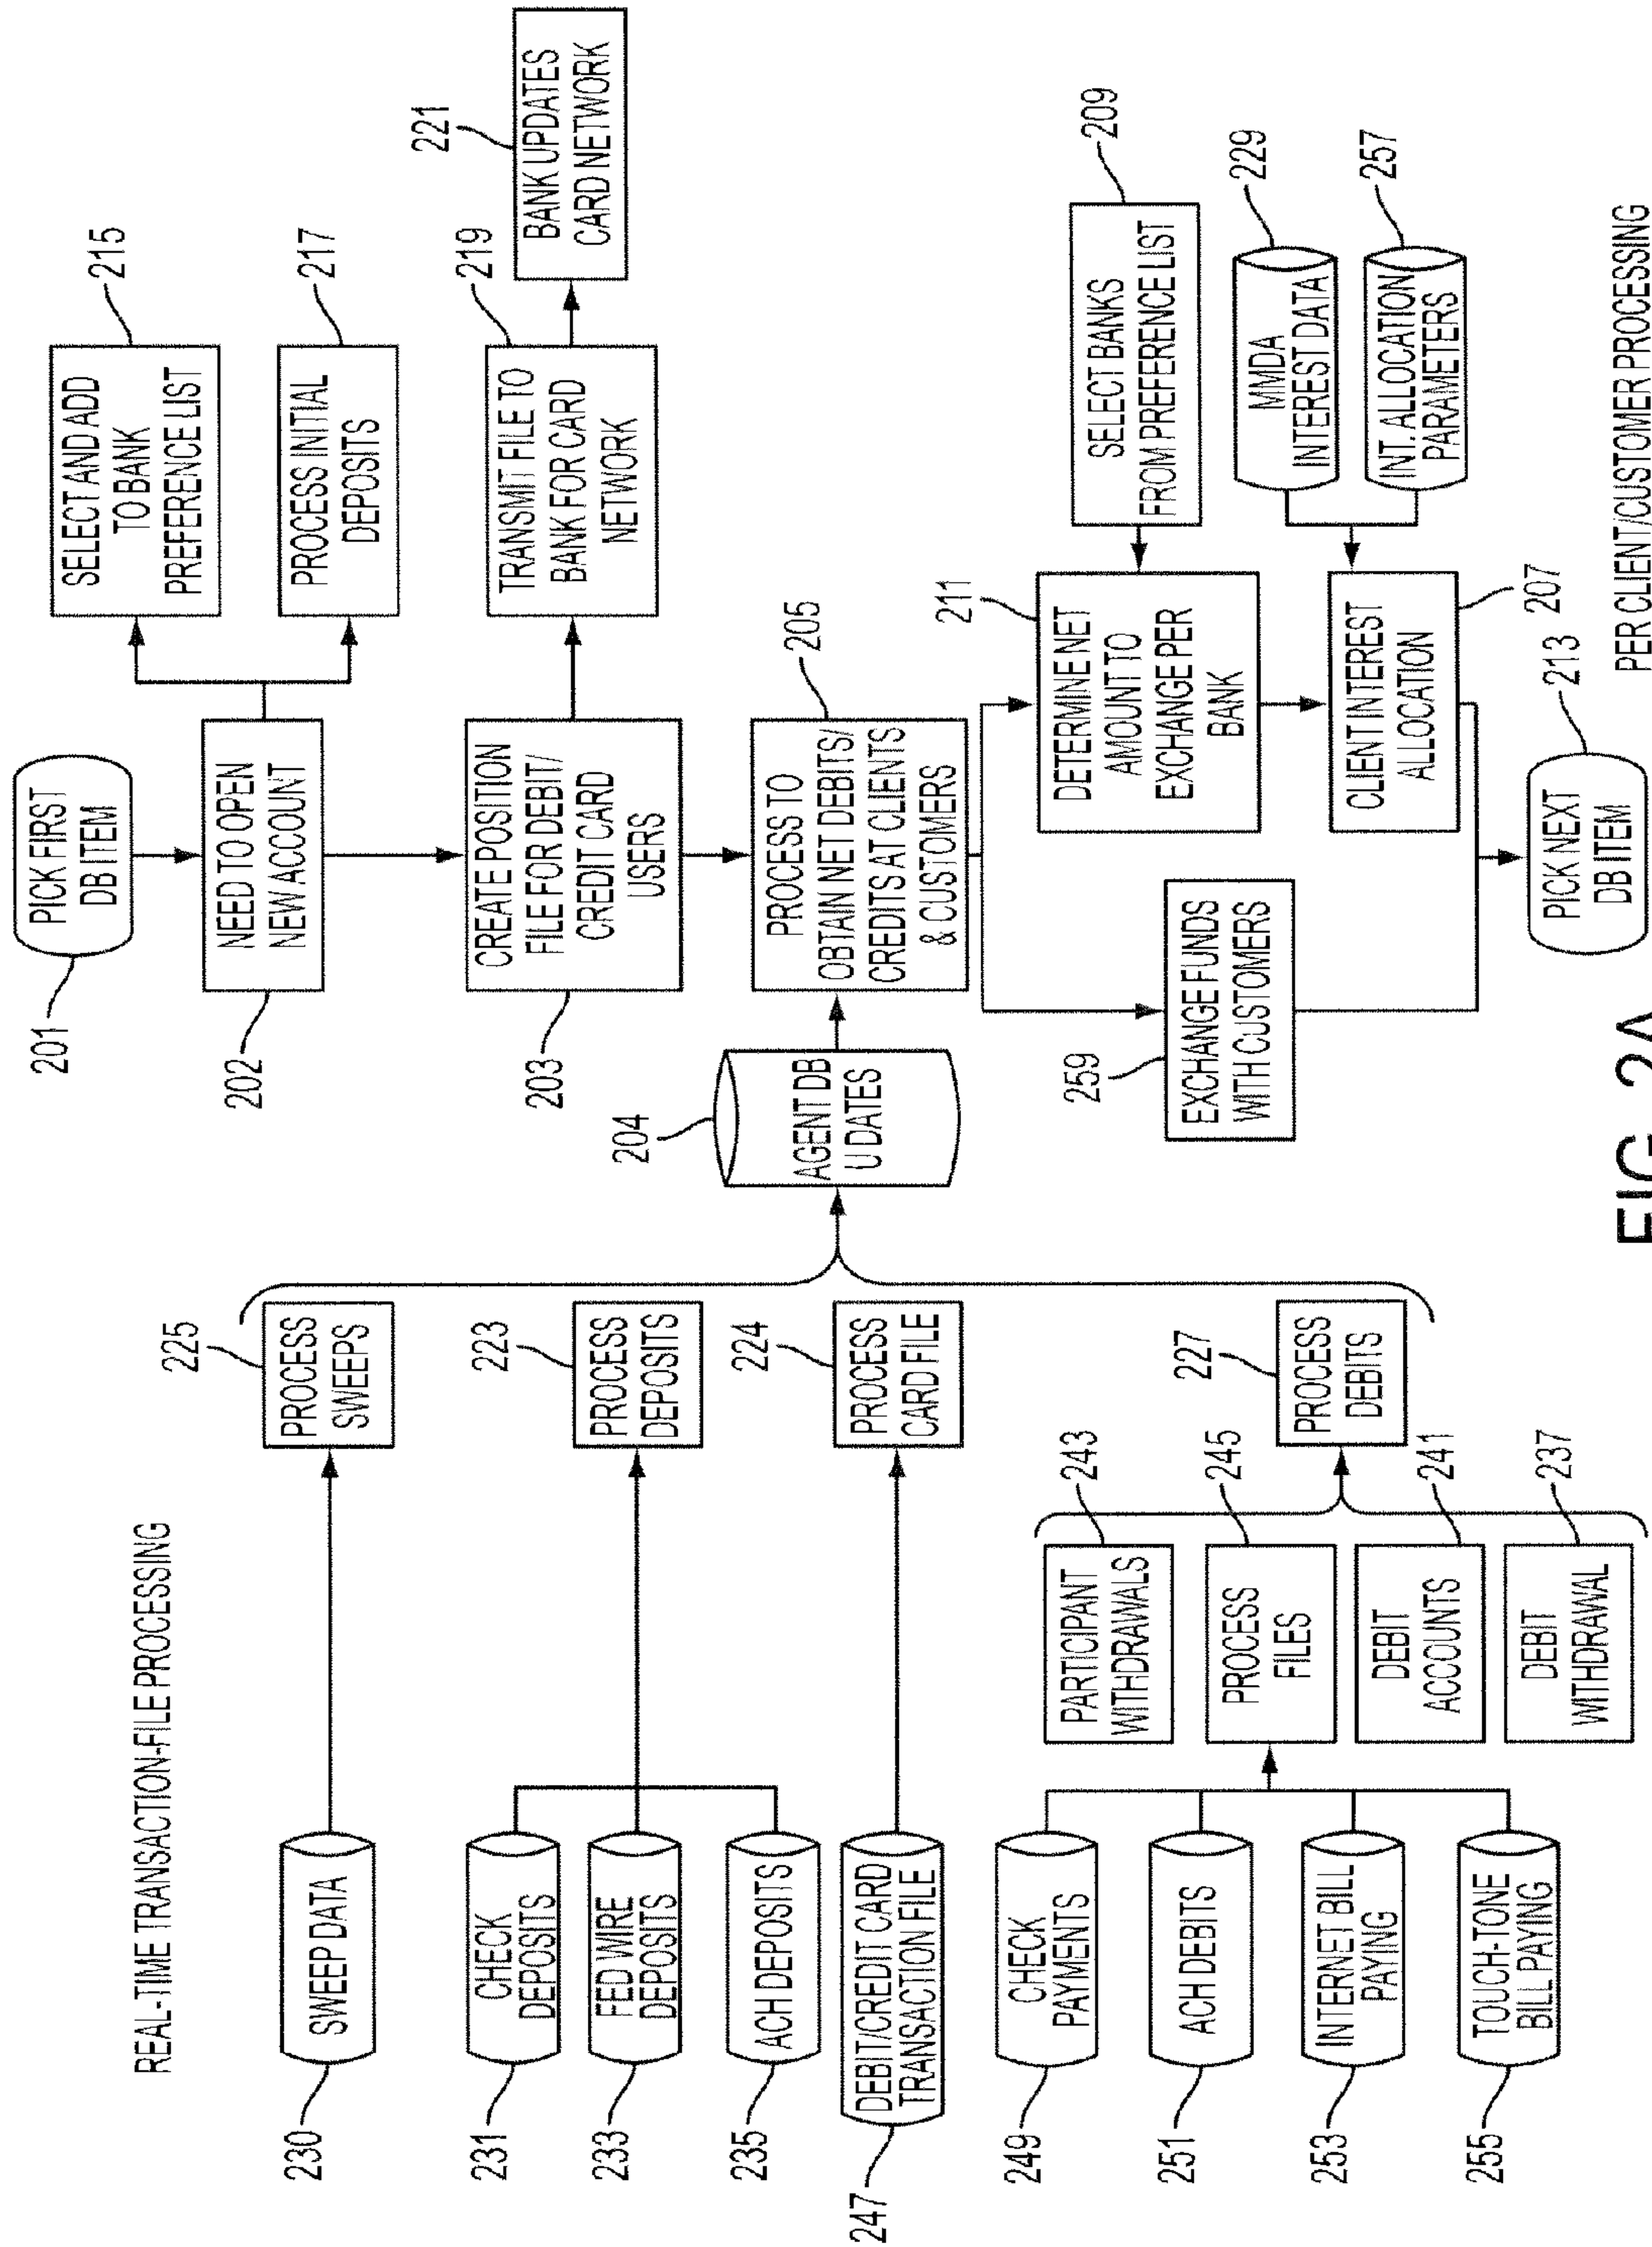 REAL-TIME TRANSACTION-FILE PROCESSING
230
SWEEP DATA
225
PROCESS
SWEEPS
231
CHECK
DEPOSITS
233
FED WIRE
DEPOSITS
235
ACH DEPOSITS
223
PROCESS
DEPOSITS
247
DEBIT/CREDIT CARD
TRANSACTION FILE
224
PROCESS
CARD FILE
249
CHECK
PAYMENTS
251
ACH DEBITS
253
INTERNET BILL
PAYING
255
TOUCH-TONE
BILL PAYING
243
PARTICIPANT
WITHDRAWALS
245
PROCESS
FILES
241
DEBIT
ACCOUNTS
237
DEBIT
WITHDRAWAL
227
PROCESS
DEBITS
204
AGENT DB
U DATES
201
PICK FIRST
DB ITEM
202
NEED TO OPEN
NEW ACCOUNT
215
SELECT AND ADD
TO BANK
PREFERENCE LIST
217
PROCESS INITIAL
DEPOSITS
203
CREATE POSITION
FILE FOR DEBIT/
CREDIT CARD
USERS
219
TRANSMIT FILE TO
BANK FOR CARD
NETWORK
221
BANK UPDATES
CARD NETWORK
205
PROCESS TO
OBTAIN NET DEBITS/
CREDITS AT CLIENTS
& CUSTOMERS
259
EXCHANGE FUNDS
WITH CUSTOMERS
211
DETERMINE NET
AMOUNT TO
EXCHANGE PER
BANK
209
SELECT BANKS
FROM PREFERENCE LIST
229
MMDA
INTEREST DATA
257
INT. ALLOCATION
PARAMETERS
207
CLIENT INTEREST
ALLOCATION
213
PICK NEXT
DB ITEM
PER CLIENT/CUSTOMER PROCESSING
FIG. 2A